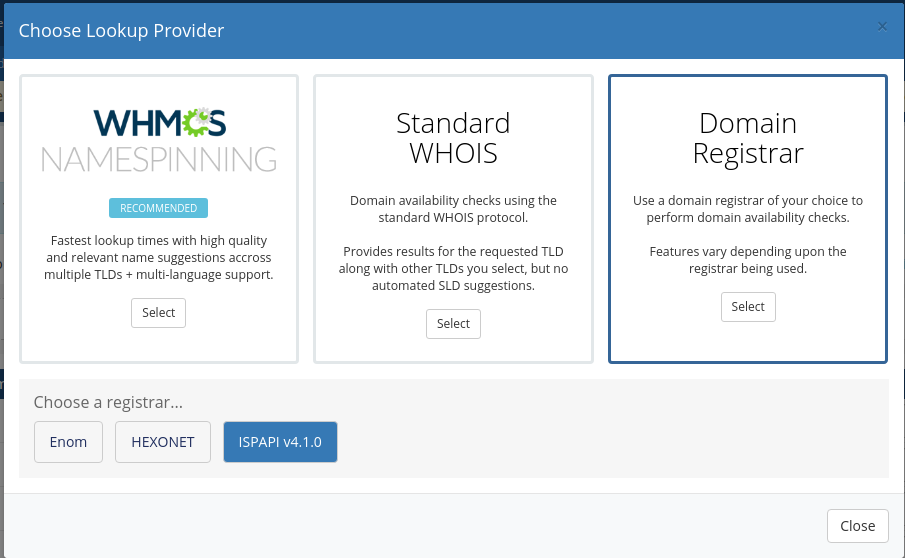 Choose Lookup Provider
×
WHMCS
NAMESPINNING
RECOMMENDED
Fastest lookup times with high quality
and relevant name suggestions accross
multiple TLDs + multi-language support.
Select
Standard
WHOIS
Domain availability checks using the
standard WHOIS protocol.
Provides results for the requested TLD
along with other TLDs you select, but no
automated SLD suggestions.
Select
Domain
Registrar
Use a domain registrar of your choice to
perform domain availability checks.
Features vary depending upon the
registrar being used.
Select
Choose a registrar...
Enom
HEXONET
ISPAPI v4.1.0
Close